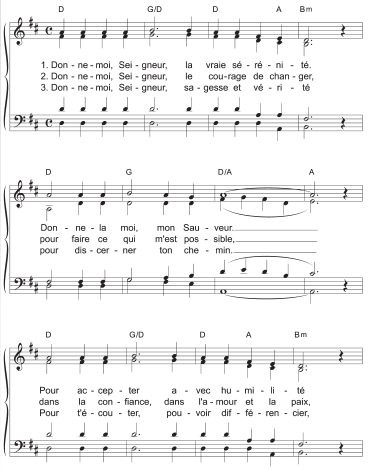 D G/D D A Bm
1. Don - ne - moi, Sei - gneur, la vraie sé - ré - ni - té.
2. Don - ne - moi, Sei - gneur, le cou - rage de chan - ger,
3. Don - ne - moi, Sei - gneur, sa - gesse et vé - ri - té
D G D/A A
Don - ne - la moi, mon Sau - veur.
pour faire ce qui m'est pos - sible,
pour dis - cer - ner ton che - min.
D G/D D A Bm
Pour ac - cep - ter a - vec hu - mi - li - té
dans la con - fiance, dans l'a - mour et la paix,
Pour t'é - cou - ter, pou - voir dif - fé - ren - cier,